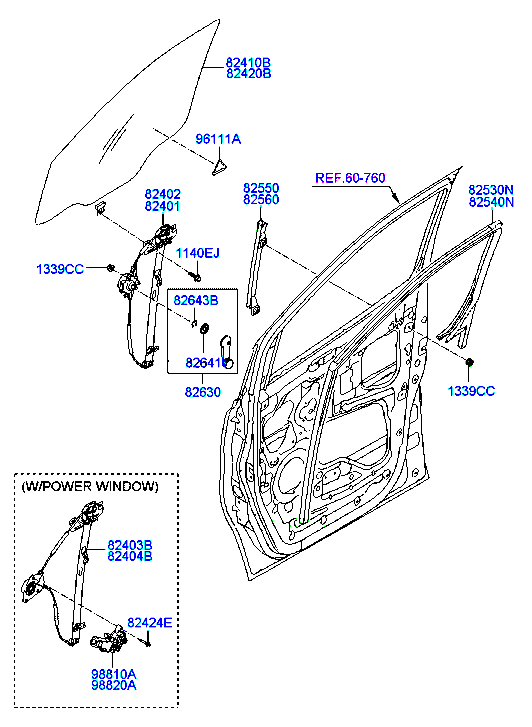 82410B
82420B
96111A
REF.60-760
82402
82401
82550
82560
82530N
82540N
1140EJ
1339CC
82643B
82641
82630
1339CC
(W/POWER WINDOW)
82403B
82404B
82424E
98810A
98820A